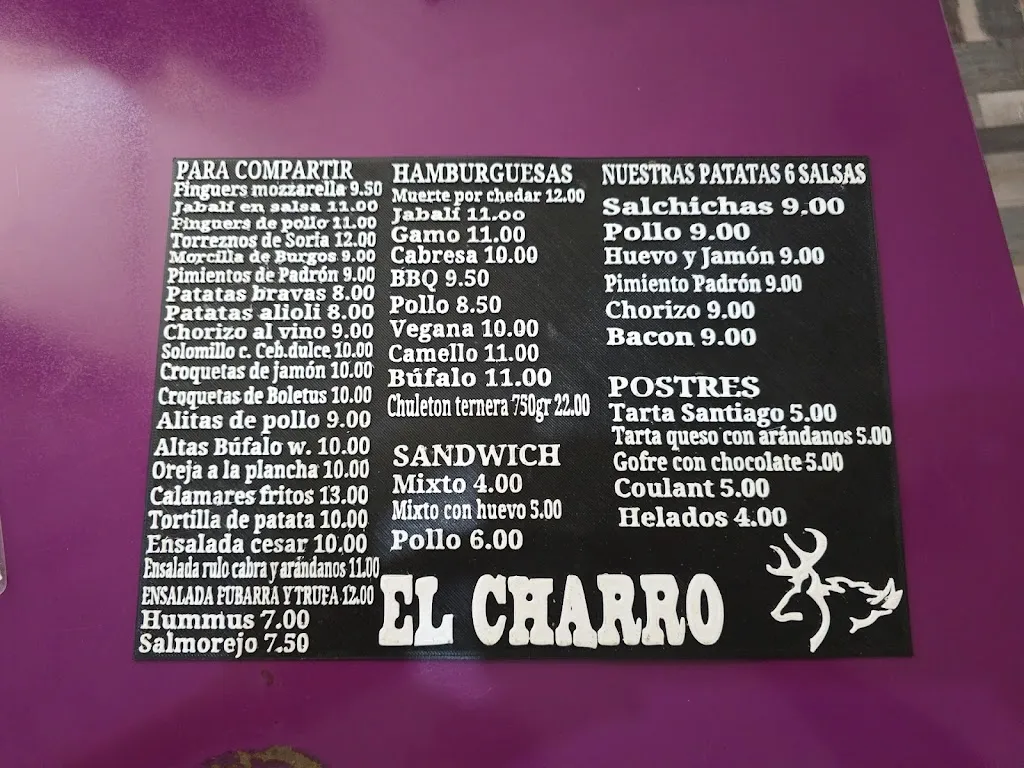 PARA COMPARTIR
Finguers mozzarella 9.50
Jabalí en salsa 11.00
Finguers de pollo 11.00
Torreznos de Soria 12.00
Morcilla de Burgos 9.00
Pimientos de Padrón 9.00
Patatas bravas 8.00
Patatas alioli 8.00
Chorizo al vino 9.00
Solomillo c. Ceb.dulce 10.00
Croquetas de jamón 10.00
Croquetas de Boletus 10.00
Alitas de pollo 9.00
Altas Búfalo w. 10.00
Oreja a la plancha 10.00
Calamares fritos 13.00
Tortilla de patata 10.00
Ensalada cesar 10.00
Ensalada rulo cabra y arándanos 11.00
ENSALADA FUBARRA Y TRUFA 12.00
Hummus 7.00
Salmorejo 7.50
HAMBURGUESAS
Muerte por chedar 12.00
Jabalí 11.00
Gamo 11.00
Cabresa 10.00
BBQ 9.50
Pollo 8.50
Vegana 10.00
Camello 11.00
Búfalo 11.00
Chuleton ternera 750gr 22.00
SANDWICH
Mixto 4.00
Mixto con huevo 5.00
Pollo 6.00
NUESTRAS PATATAS 6 SALSAS
Salchichas 9.00
Pollo 9.00
Huevo y Jamón 9.00
Pimiento Padrón 9.00
Chorizo 9.00
Bacon 9.00
POSTRES
Tarta Santiago 5.00
Tarta queso con arándanos 5.00
Gofre con chocolate 5.00
Coulant 5.00
Helados 4.00
EL CHARRO